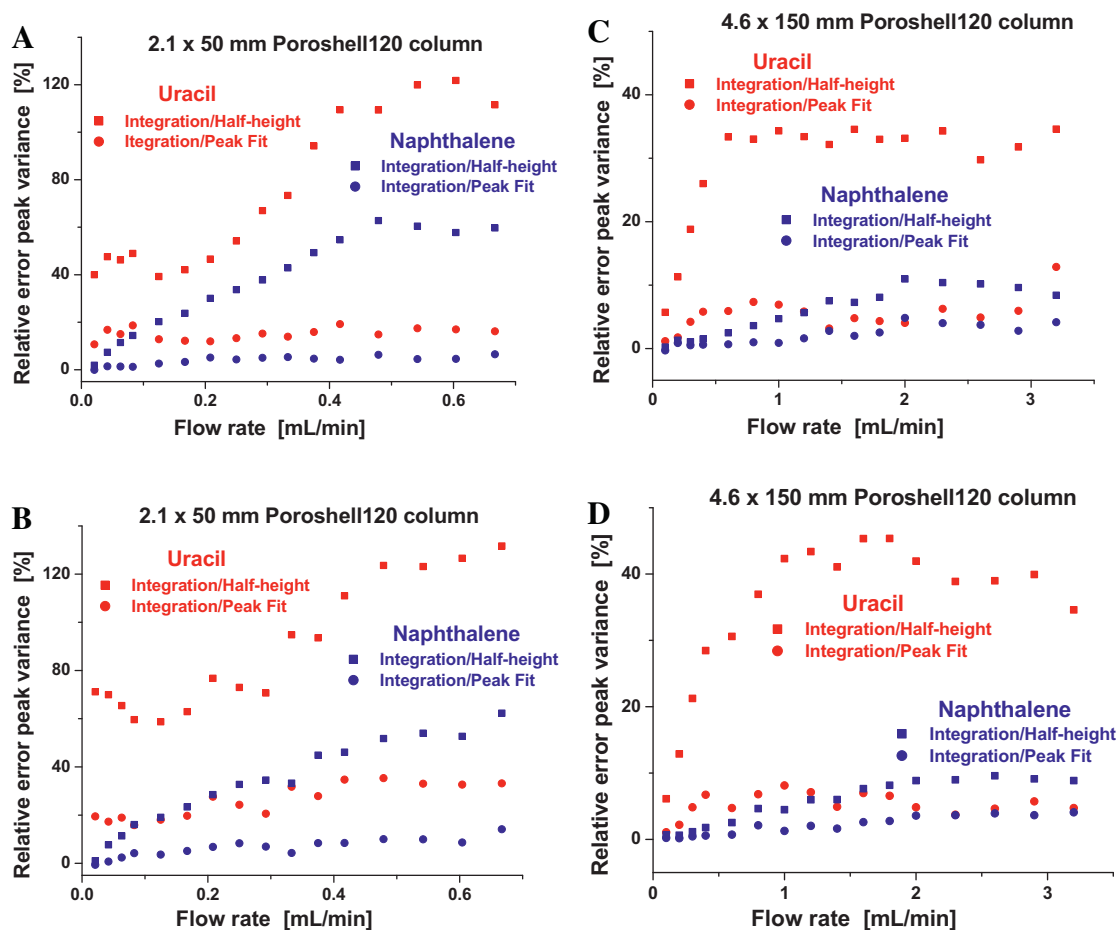 A
2.1 x 50 mm Poroshell120 column
Relative error peak variance [%]
120
80
40
0
Uracil
Integration/Half-height
Itegration/Peak Fit
Naphthalene
Integration/Half-height
Integration/Peak Fit
0.0 0.2 0.4 0.6
Flow rate [mL/min]
C
4.6 x 150 mm Poroshell120 column
Relative error peak variance [%]
40
20
0
Uracil
Integration/Half-height
Integration/Peak Fit
Naphthalene
Integration/Half-height
Integration/Peak Fit
0 1 2 3
Flow rate [mL/min]
B
2.1 x 50 mm Poroshell120 column
Relative error peak variance [%]
120
80
40
0
Uracil
Integration/Half-height
Integration/Peak Fit
Naphthalene
Integration/Half-height
Integration/Peak Fit
0.0 0.2 0.4 0.6
Flow rate [mL/min]
D
4.6 x 150 mm Poroshell120 column
Relative error peak variance [%]
40
20
0
Uracil
Integration/Half-height
Integration/Peak Fit
Naphthalene
Integration/Half-height
Integration/Peak Fit
0 1 2 3
Flow rate [mL/min]